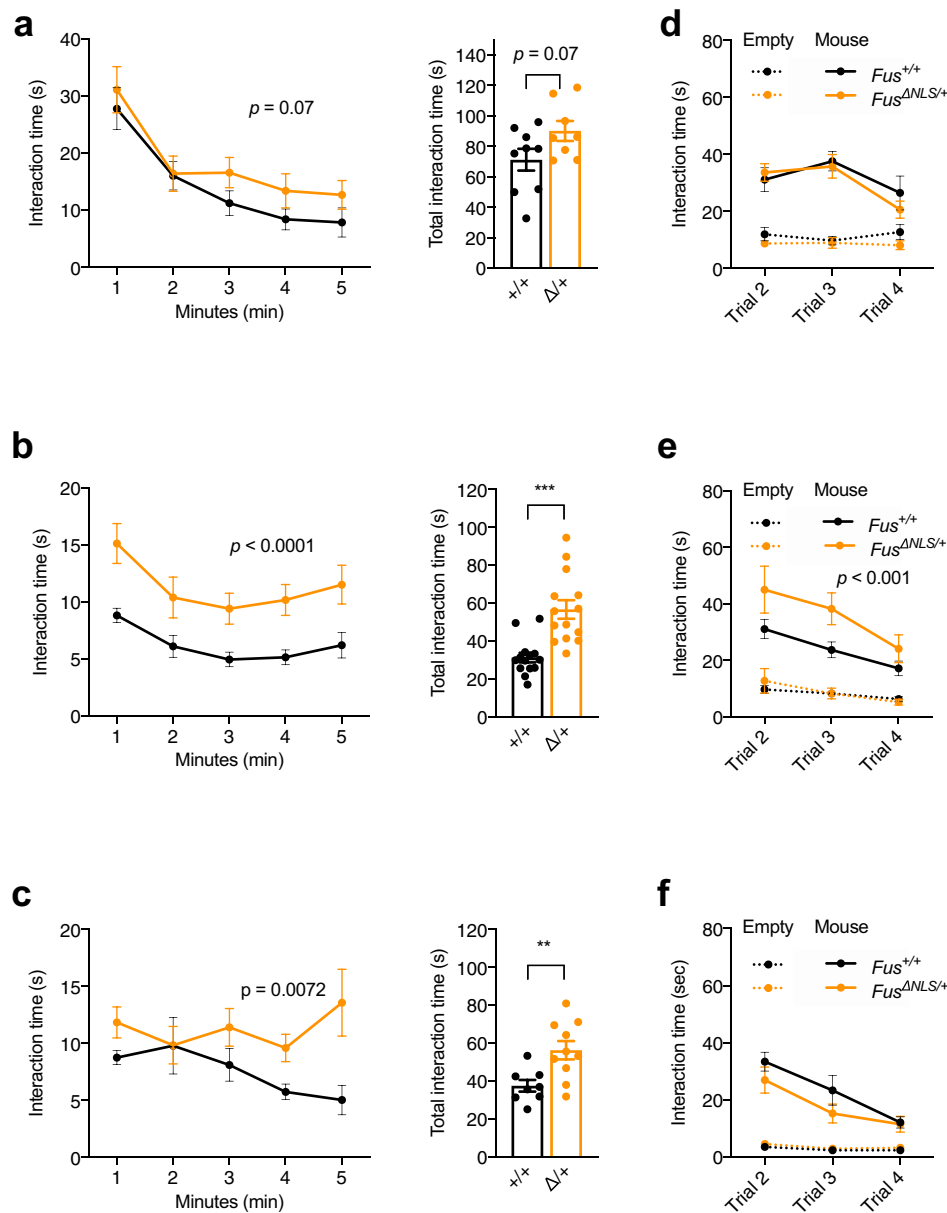 a
40
30
20
10
0
Interaction time (s)
p = 0.07
1 2 3 4 5
Minutes (min)
140
120
100
80
60
40
20
0
Total interaction time (s)
p = 0.07
+/+ Δ/+
d
80
60
40
20
0
Interaction time (s)
Empty Mouse
Fus+/+
FusΔNLS/+
Trial 2 Trial 3 Trial 4
b
20
15
10
5
0
Interaction time (s)
p < 0.0001
1 2 3 4 5
Minutes (min)
120
100
80
60
40
20
0
Total interaction time (s)
***
+/+ Δ/+
e
80
60
40
20
0
Interaction time (s)
Empty Mouse
Fus+/+
FusΔNLS/+
p < 0.001
Trial 2 Trial 3 Trial 4
c
20
15
10
5
0
Interaction time (s)
p = 0.0072
1 2 3 4 5
Minutes (min)
120
100
80
60
40
20
0
Total interaction time (s)
**
+/+ Δ/+
f
80
60
40
20
0
Interaction time (sec)
Empty Mouse
Fus+/+
FusΔNLS/+
Trial 2 Trial 3 Trial 4